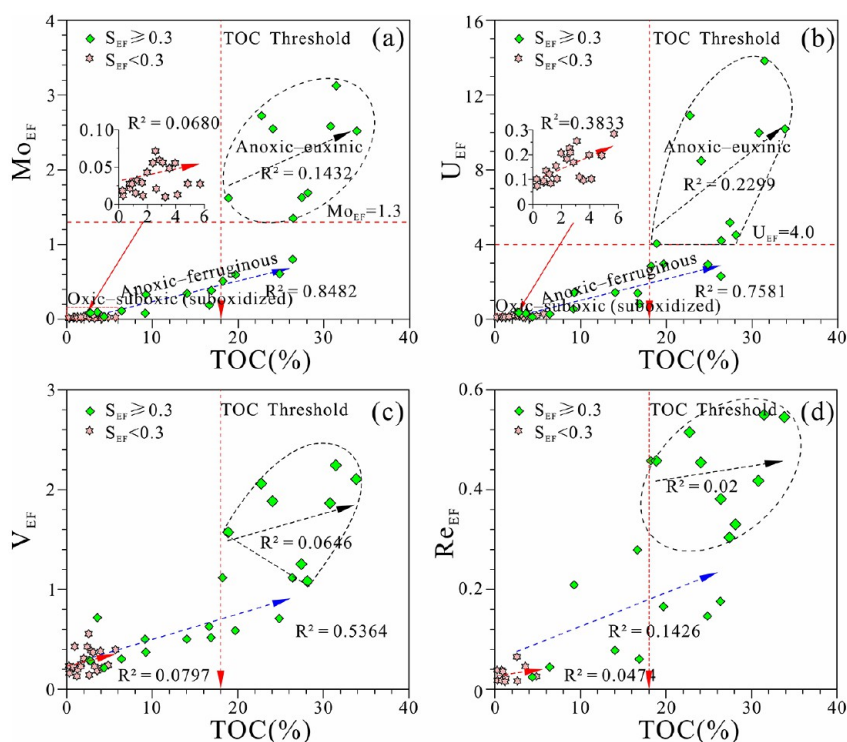 4
3
2
1
0
Mo_EF
S_EF⩾0.3
S_EF<0.3
TOC Threshold
(a)
R²=0.0680
0.10
0.05
0
0 2 4 6
Anoxic–euxinic
R²=0.1432
Mo_EF=1.3
Anoxic–ferruginous
R²=0.8482
Oxic–suboxic (suboxidized)
0 10 20 30 40
TOC(%)
16
12
8
4
0
U_EF
S_EF⩾0.3
S_EF<0.3
TOC Threshold
(b)
R²=0.3833
0.3
0.2
0.1
0
0 2 4 6
Anoxic–euxinic
R²=0.2299
U_EF=4.0
Anoxic–ferruginous
R²=0.7581
Oxic–suboxic (suboxidized)
0 10 20 30 40
TOC(%)
3
2
1
0
V_EF
S_EF⩾0.3
S_EF<0.3
TOC Threshold
(c)
R²=0.0646
R²=0.5364
R²=0.0797
0 10 20 30 40
TOC(%)
0.6
0.4
0.2
0
Re_EF
S_EF⩾0.3
S_EF<0.3
TOC Threshold
(d)
R²=0.02
R²=0.1426
R²=0.0474
0 10 20 30 40
TOC(%)